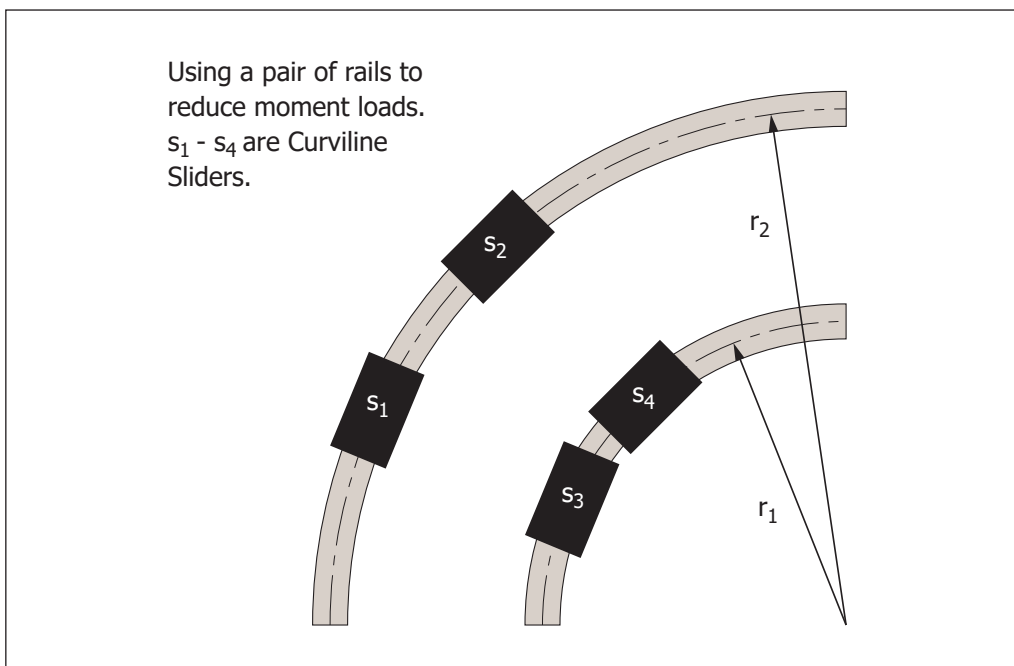 Using a pair of rails to
reduce moment loads.
s₁ - s₄ are Curviline
Sliders.
r₂
s₂
s₄
s₁
s₃
r₁